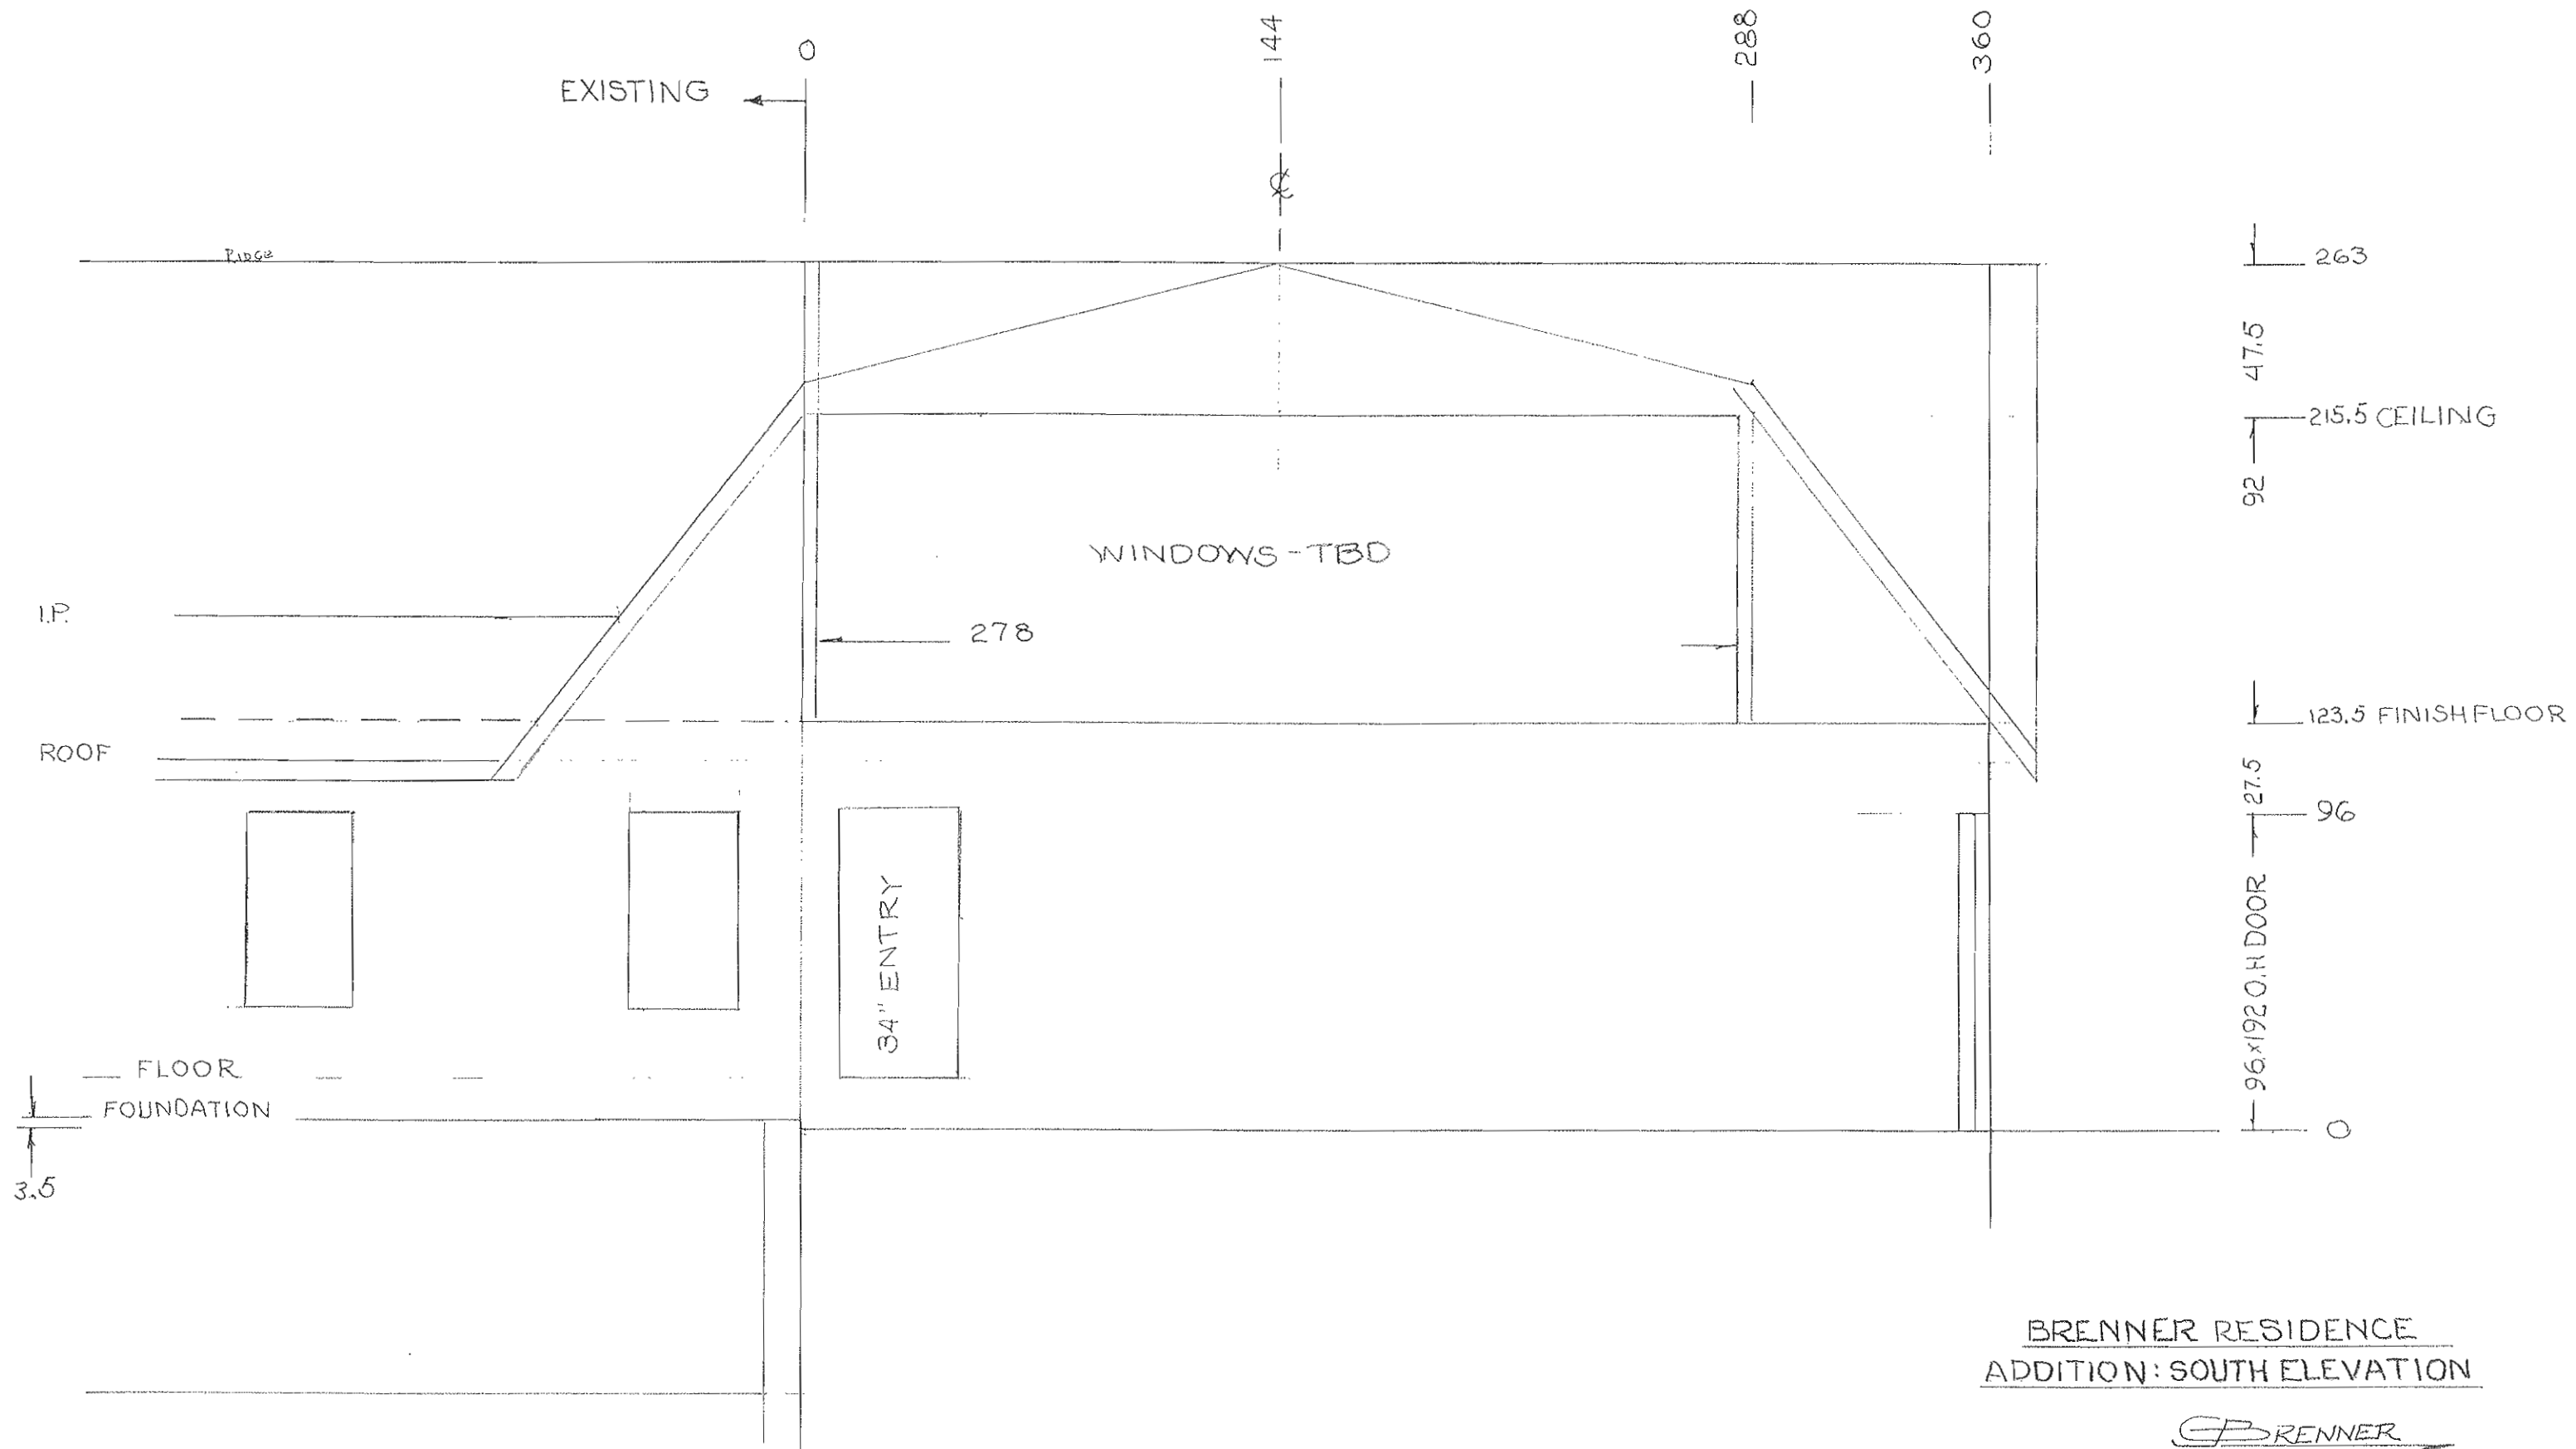 0
144
288
360
EXISTING
RIDGE
263
47.5
215.5 CEILING
92
WINDOWS - TBD
I.P.
278
123.5 FINISH FLOOR
ROOF
27.5
96
34" ENTRY
96x192 O.H DOOR
FLOOR
FOUNDATION
0
3.5
BRENNER RESIDENCE
ADDITION: SOUTH ELEVATION
BRENNER